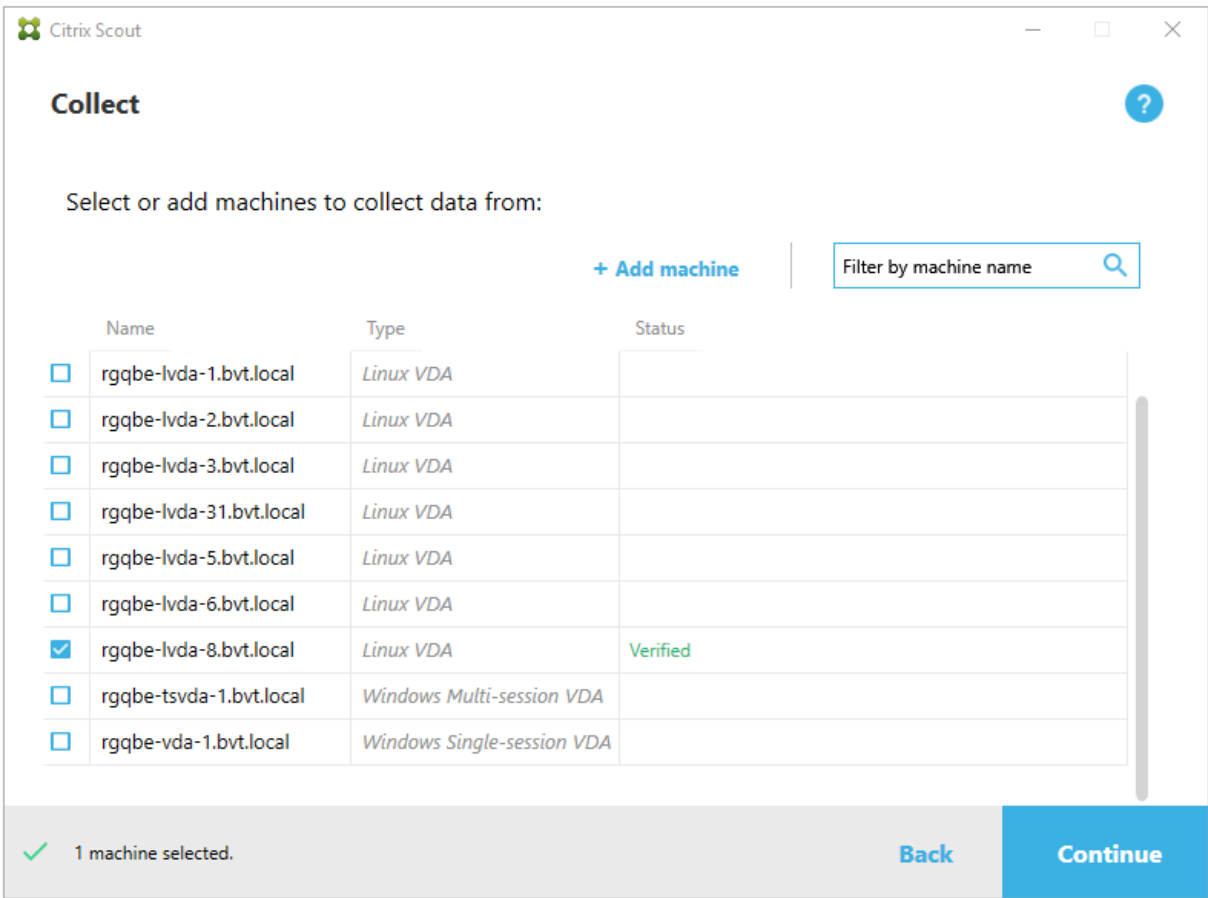 Citrix Scout
Collect
?
Select or add machines to collect data from:
+ Add machine
Filter by machine name
Name Type Status
rgqbe-lvda-1.bvt.local Linux VDA
rgqbe-lvda-2.bvt.local Linux VDA
rgqbe-lvda-3.bvt.local Linux VDA
rgqbe-lvda-31.bvt.local Linux VDA
rgqbe-lvda-5.bvt.local Linux VDA
rgqbe-lvda-6.bvt.local Linux VDA
rgqbe-lvda-8.bvt.local Linux VDA Verified
rgqbe-tsvda-1.bvt.local Windows Multi-session VDA
rgqbe-vda-1.bvt.local Windows Single-session VDA
1 machine selected.
Back
Continue